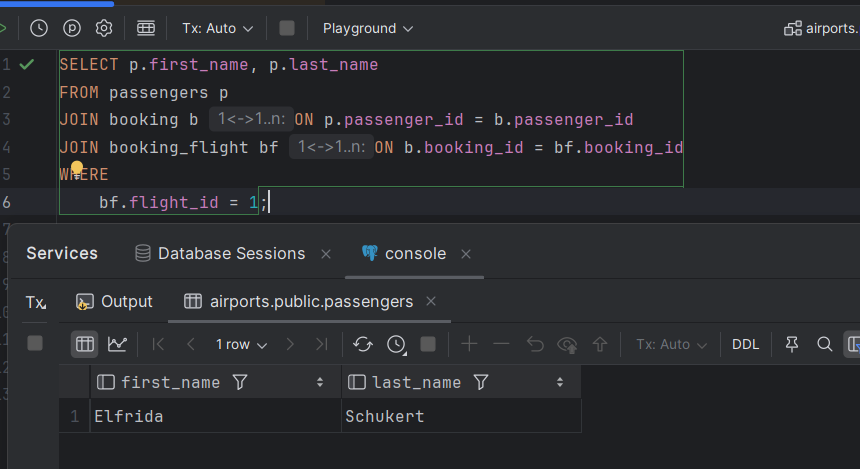 Tx: Auto Playground airports.
1 SELECT p.first_name, p.last_name
2 FROM passengers p
3 JOIN booking b 1<->1..n: ON p.passenger_id = b.passenger_id
4 JOIN booking_flight bf 1<->1..n: ON b.booking_id = bf.booking_id
5 WHERE
6 bf.flight_id = 1;
Services Database Sessions console
Tx Output airports.public.passengers
1 row Tx: Auto DDL
first_name last_name
1 Elfrida Schukert